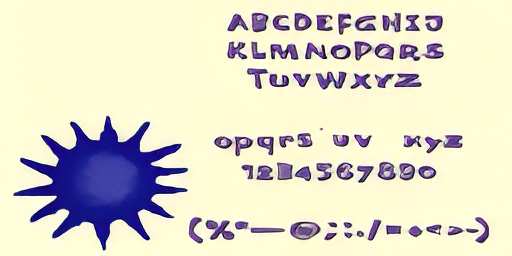 ABCDEFGHIJ
KLMNOPQRS
TUVWXYZ
opqrs uv xyz
1234567890
(%*—@;:./=•<>-)